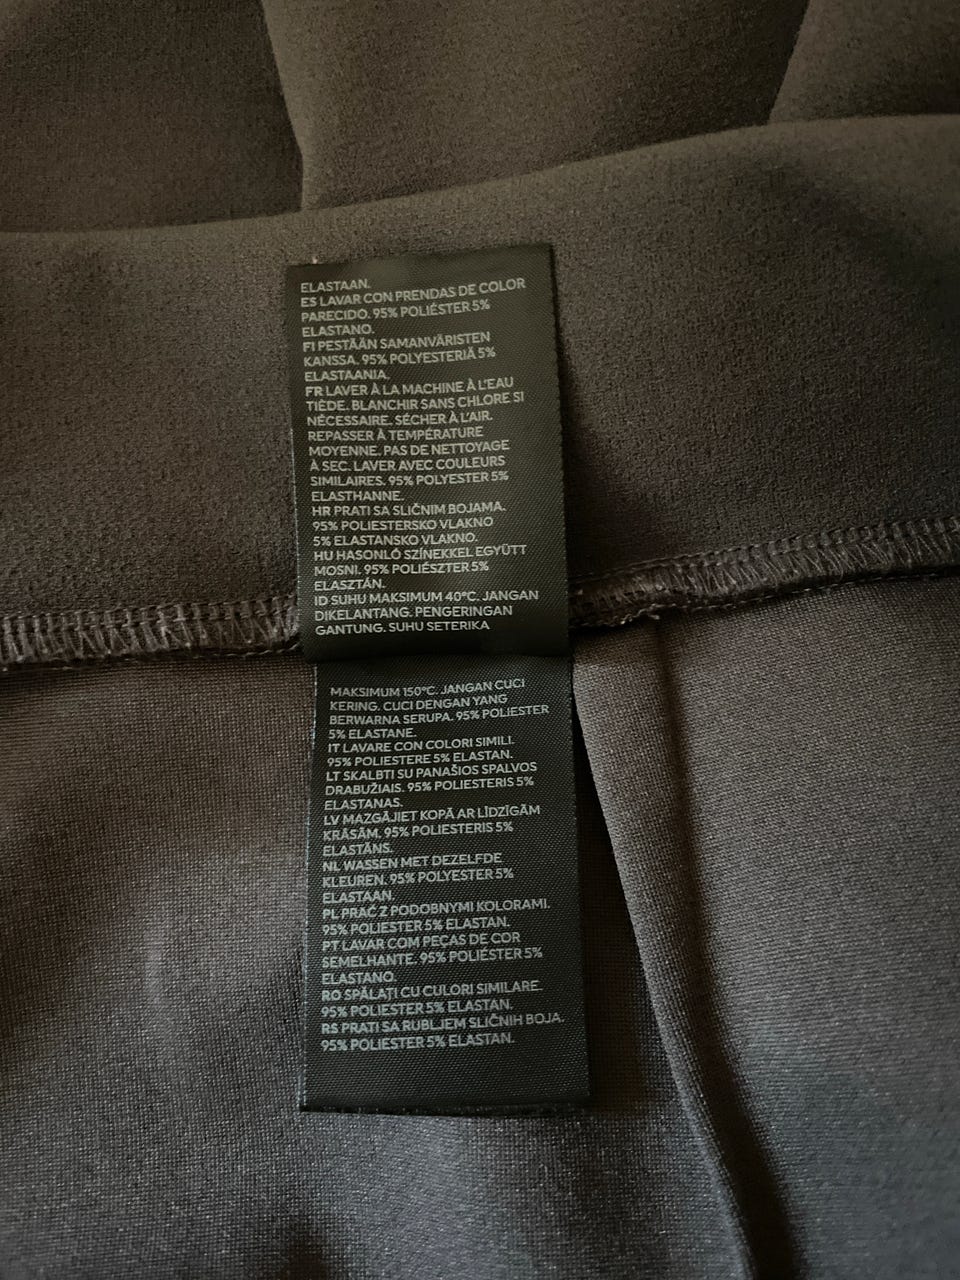 ELASTAAN.
ES LAVAR CON PRENDAS DE COLOR
PARECIDO. 95% POLIÉSTER 5%
ELASTANO.
FI PESTÄÄN SAMANVÄRISTEN
KANSSA. 95% POLYESTERIÄ 5%
ELASTAANIA.
FR LAVER À LA MACHINE À L'EAU
TIÈDE. BLANCHIR SANS CHLORE SI
NÉCESSAIRE. SÉCHER À L'AIR.
REPASSER À TEMPÉRATURE
MOYENNE. PAS DE NETTOYAGE
À SEC. LAVER AVEC COULEURS
SIMILAIRES. 95% POLYESTER 5%
ELASTHANNE.
HR PRATI SA SLIČNIM BOJAMA.
95% POLIESTERSKO VLAKNO
5% ELASTANSKO VLAKNO.
HU HASONLÓ SZÍNEKKEL EGYÜTT
MOSNI. 95% POLIÉSZTER 5%
ELASZTÁN.
ID SUHU MAKSIMUM 40°C. JANGAN
DIKELANTANG. PENGERINGAN
GANTUNG. SUHU SETERIKA
MAKSIMUM 150°C. JANGAN CUCI
KERING. CUCI DENGAN YANG
BERWARNA SERUPA. 95% POLIESTER
5% ELASTANE.
IT LAVARE CON COLORI SIMILI.
95% POLIESTERE 5% ELASTAN.
LT SKALBTI SU PANAŠIOS SPALVOS
DRABUŽIAIS. 95% POLIESTERIS 5%
ELASTANAS.
LV MAZGĀJIET KOPĀ AR LĪDZĪGĀM
KRĀSĀM. 95% POLIESTERIS 5%
ELASTĀNS.
NL WASSEN MET DEZELFDE
KLEUREN. 95% POLYESTER 5%
ELASTAAN.
PL PRAĆ Z PODOBNYMI KOLORAMI.
95% POLIESTER 5% ELASTAN.
PT LAVAR COM PEÇAS DE COR
SEMELHANTE. 95% POLIÉSTER 5%
ELASTANO.
RO SPĂLAȚI CU CULORI SIMILARE.
95% POLIESTER 5% ELASTAN.
RS PRATI SA RUBLJEM SLIČNIH BOJA.
95% POLIESTER 5% ELASTAN.